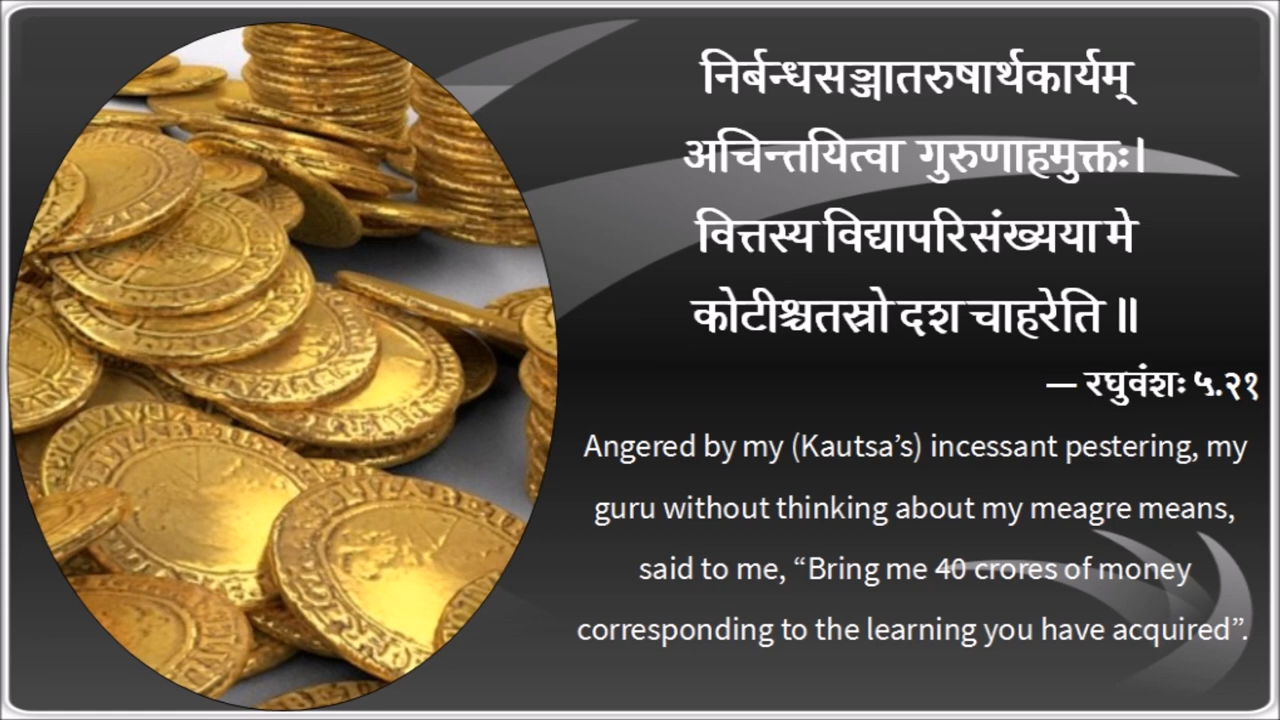 निर्बन्धसञ्जातरुषार्थकार्यम्
अचिन्तयित्वा गुरुणाहमुक्तः।
वित्तस्य विद्यापरिसंख्यया मे
कोटीश्चतस्रो दश चाहरेति ॥
— रघुवंशः ५.२१
Angered by my (Kautsa’s) incessant pestering, my
guru without thinking about my meagre means,
said to me, “Bring me 40 crores of money
corresponding to the learning you have acquired”.